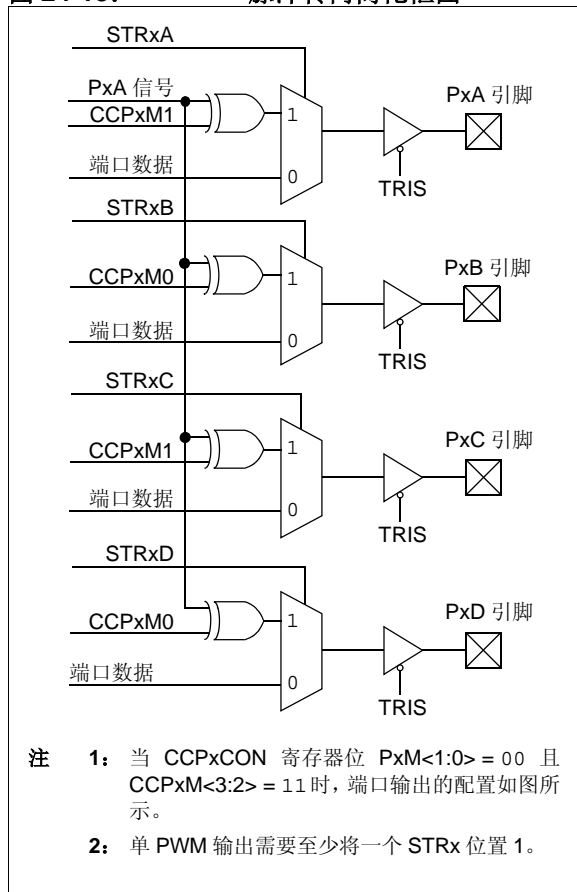 STRxA
PxA 信号
PxA 引脚
CCPxM1
1
端口数据
0
TRIS
STRxB
PxB 引脚
CCPxM0
1
端口数据
0
TRIS
STRxC
PxC 引脚
CCPxM1
1
端口数据
0
TRIS
STRxD
PxD 引脚
CCPxM0
1
端口数据
0
TRIS
注 1: 当 CCPxCON 寄存器位 PxM<1:0> = 00 且
CCPxM<3:2> = 11时，端口输出的配置如图所
示。
2: 单 PWM 输出需要至少将一个 STRx 位置 1。